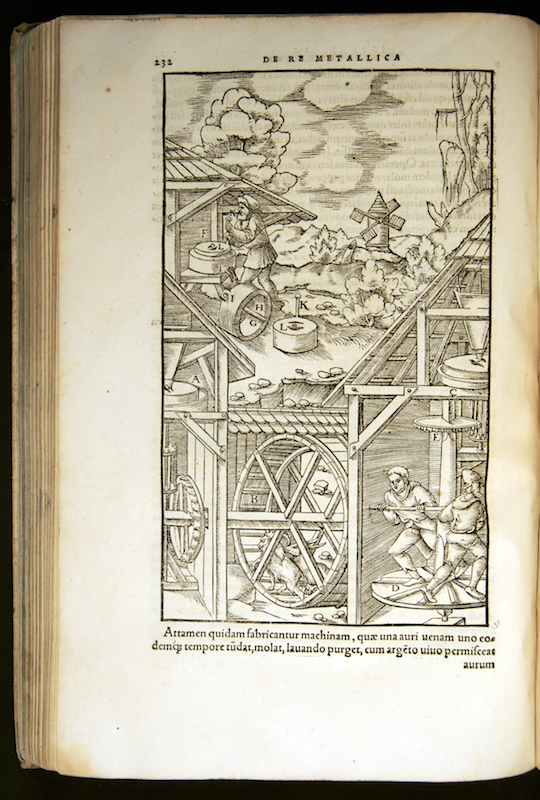 232 DE RE METALLICA
F
I H
G
K
L
A
B
E
D
Attamen quidam fabricantur machinam, quæ una auri uenam uno eo-
demq́; tempore tūdat, molat, lauando purget, cum argēto uiuo permisceat
aurum